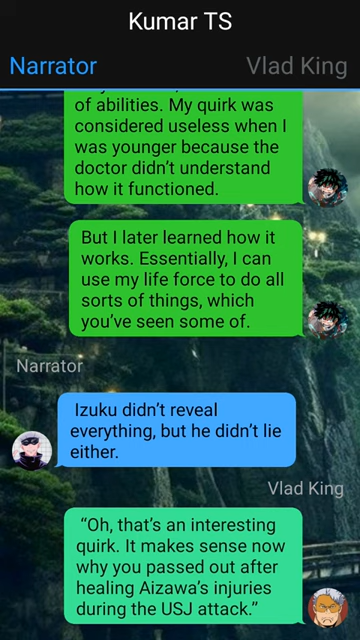 Kumar TS
Narrator
Vlad King
of abilities. My quirk was
considered useless when I
was younger because the
doctor didn’t understand
how it functioned.
But I later learned how it
works. Essentially, I can
use my life force to do all
sorts of things, which
you’ve seen some of.
Narrator
Izuku didn’t reveal
everything, but he didn’t lie
either.
Vlad King
“Oh, that’s an interesting
quirk. It makes sense now
why you passed out after
healing Aizawa’s injuries
during the USJ attack.”